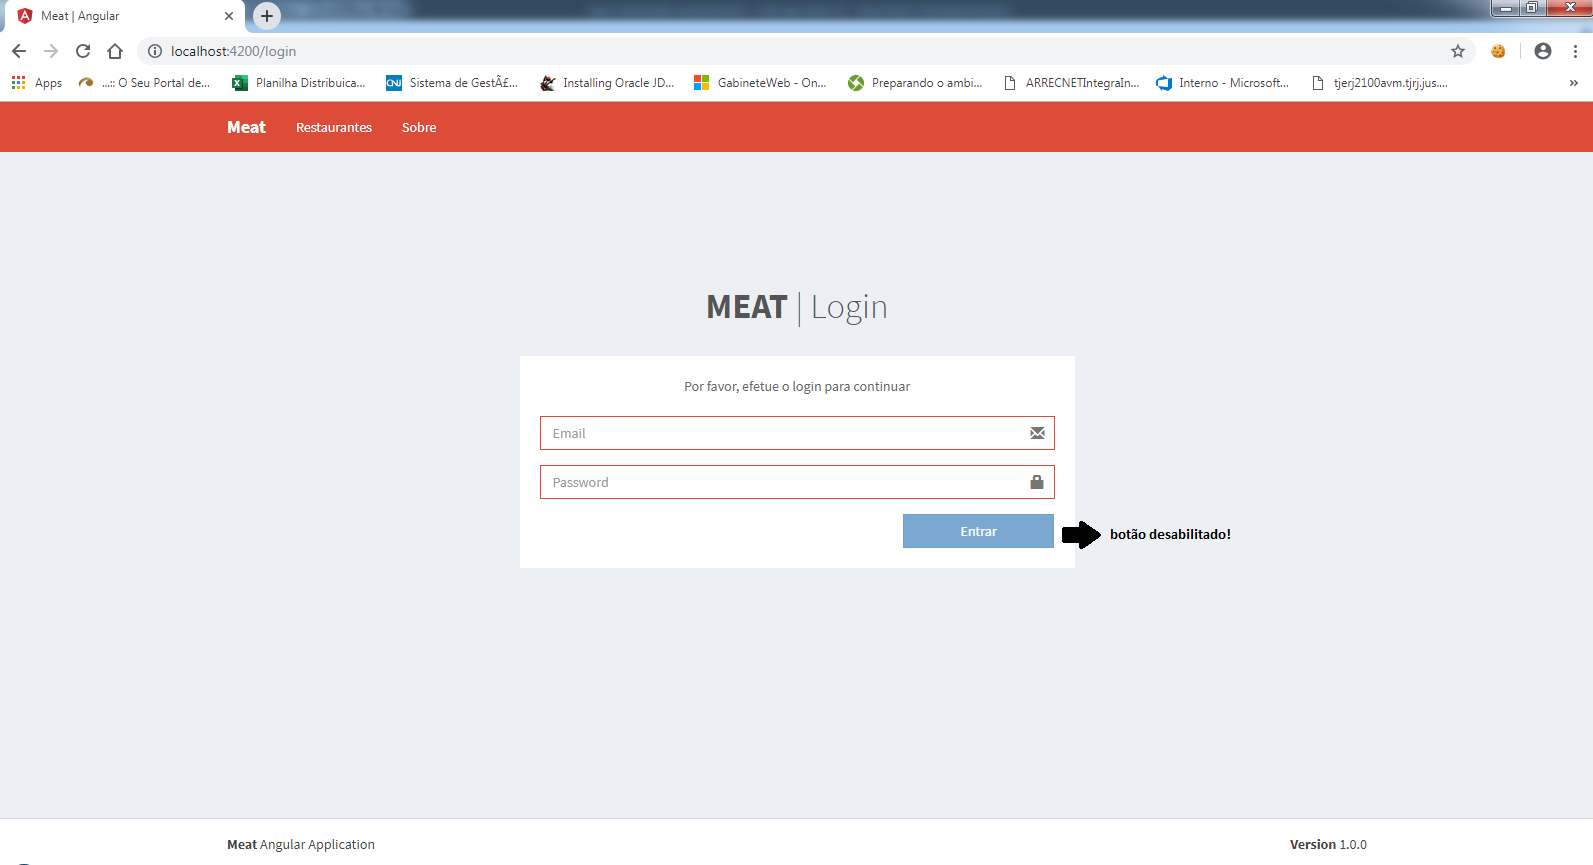 Meat | Angular
localhost:4200/login
Apps ...:: O Seu Portal de... Planilha Distribuica... Sistema de GestÃ£... Installing Oracle JD... GabineteWeb - On... Preparando o ambi... ARRECNETIntegraIn... Interno - Microsoft... tjerj2100avm.tjrj.jus.... »
Meat Restaurantes Sobre
MEAT | Login
Por favor, efetue o login para continuar
Email
Password
Entrar
botão desabilitado!
Meat Angular Application
Version 1.0.0